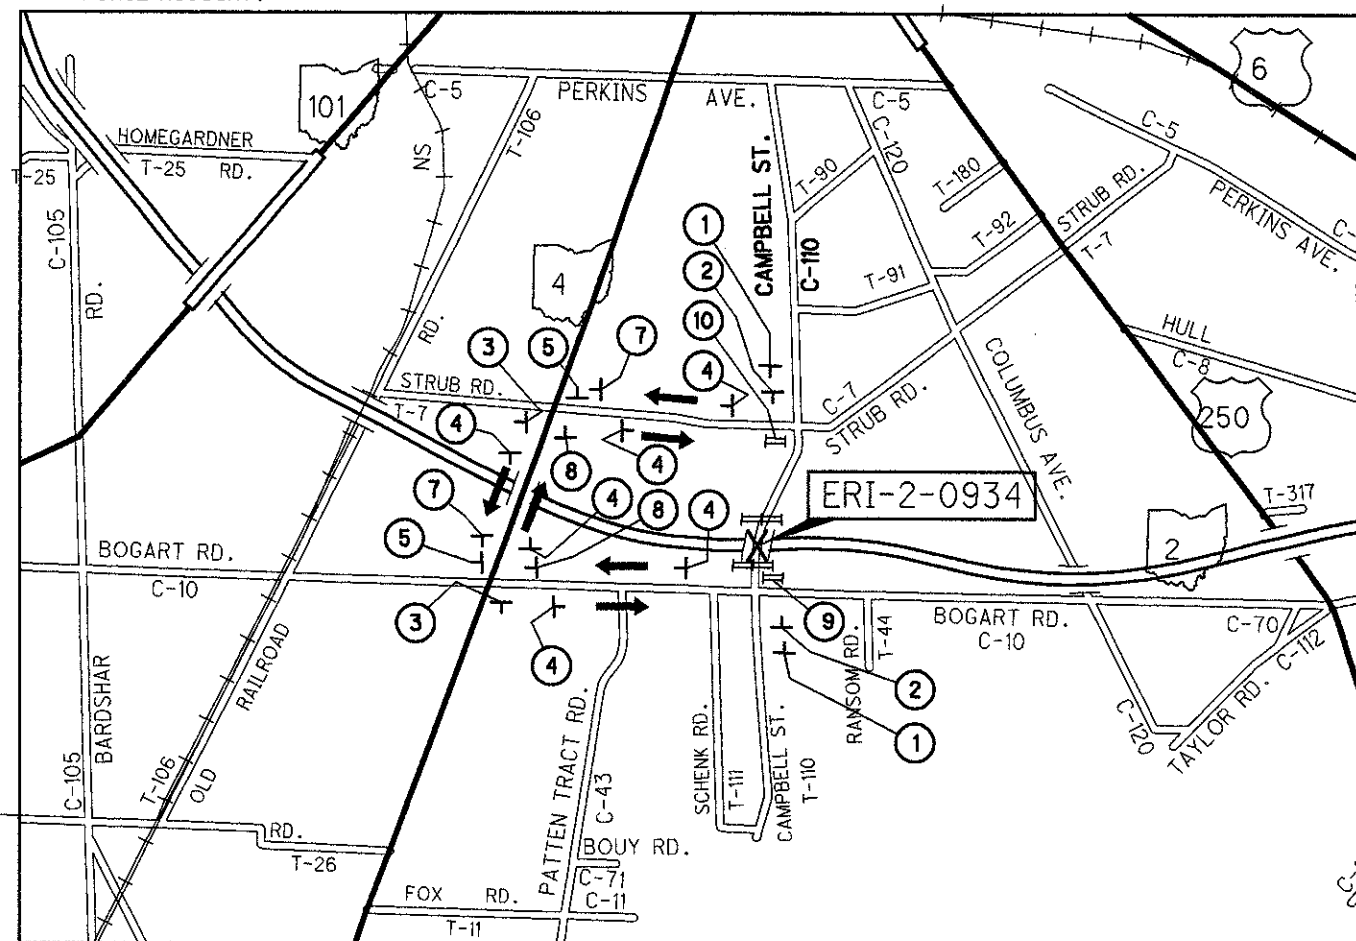 6
101
C-5
PERKINS AVE.
C-5
C-5
HOMEGARDNER
T-25 RD.
T-25
NS
T-106
RD.
T-90
C-120
T-180
T-92
STRUB RD.
T-7
PERKINS AVE.
C-105
RD.
CAMPBELL ST.
C-110
T-91
4
1
2
10
3
5
7
4
HULL
C-8
250
STRUB RD.
T-7
C-7
STRUB RD.
COLUMBUS AVE.
4
8
4
7
4
8
4
5
ERI-2-0934
T-317
2
BOGART RD.
C-10
3
4
9
BOGART RD.
C-10
C-70
C-112
TAYLOR RD.
C-120
RANSOM RD.
T-44
2
1
BARDSHAR
C-105
RAILROAD
OLD
T-106
RD.
T-26
PATTEN TRACT RD.
C-43
SCHENK RD.
T-111
CAMPBELL ST.
T-110
BOUY RD.
C-71
C-11
FOX RD.
T-11